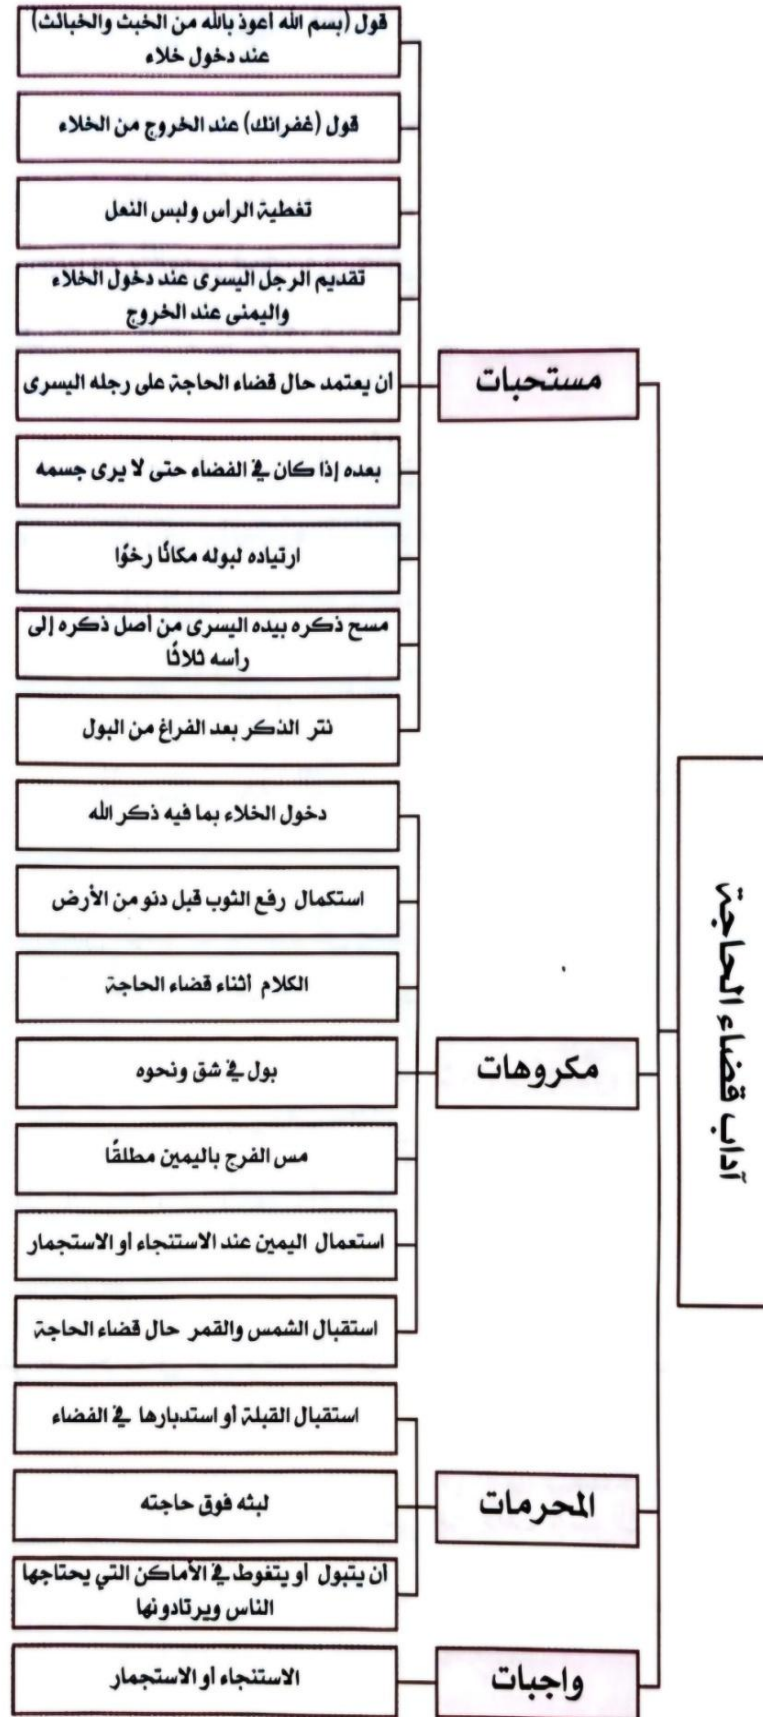 آداب قضاء الحاجة
مستحبات
قول (بسم الله أعوذ بالله من الخبث والخبائث)
عند دخول خلاء
قول (غفرانك) عند الخروج من الخلاء
تغطية الرأس ولبس النعل
تقديم الرجل اليسرى عند دخول الخلاء
واليمنى عند الخروج
أن يعتمد حال قضاء الحاجة على رجله اليسرى
بعده إذا كان في الفضاء حتى لا يرى جسمه
ارتياده لبوله مكانًا رخوًا
مسح ذكره بيده اليسرى من أصل ذكره إلى
رأسه ثلاثًا
نتر الذكر بعد الفراغ من البول
مكروهات
دخول الخلاء بما فيه ذكر الله
استكمال رفع الثوب قبل دنو من الأرض
الكلام أثناء قضاء الحاجة
بول في شق ونحوه
مس الفرج باليمين مطلقًا
استعمال اليمين عند الاستنجاء أو الاستجمار
استقبال الشمس والقمر حال قضاء الحاجة
المحرمات
استقبال القبلة أو استدبارها في الفضاء
لبثه فوق حاجته
أن يتبول أو يتغوط في الأماكن التي يحتاجها
الناس ويرتادونها
واجبات
الاستنجاء أو الاستجمار